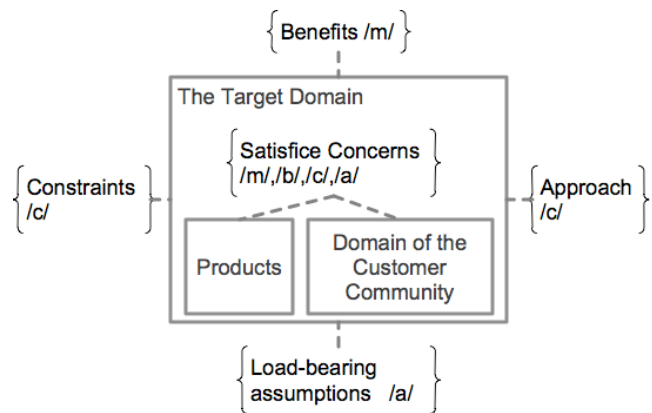 Benefits /m/
The Target Domain
Satisfice Concerns
/m/,/b/,/c/,/a/
Constraints
/c/
Approach
/c/
Products
Domain of the
Customer
Community
Load-bearing
assumptions /a/